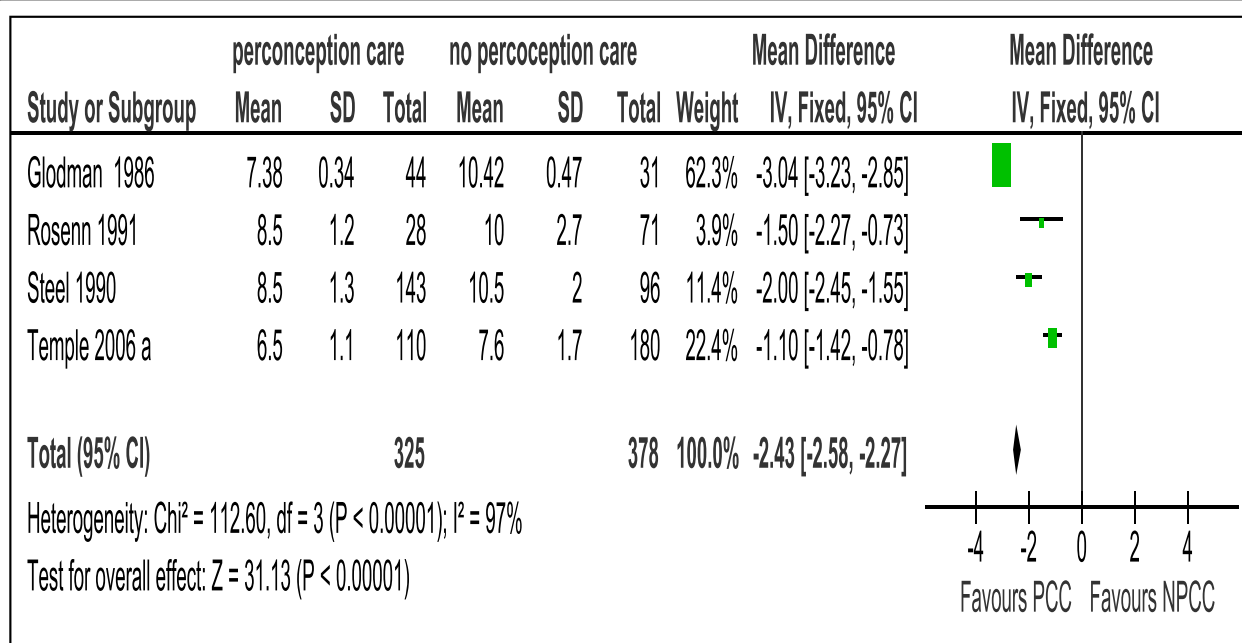 perconception care no percoception care Mean Difference Mean Difference
Study or Subgroup Mean SD Total Mean SD Total Weight IV, Fixed, 95% CI IV, Fixed, 95% CI
Glodman 1986 7.38 0.34 44 10.42 0.47 31 62.3% -3.04 [-3.23, -2.85]
Rosenn 1991 8.5 1.2 28 10 2.7 71 3.9% -1.50 [-2.27, -0.73]
Steel 1990 8.5 1.3 143 10.5 2 96 11.4% -2.00 [-2.45, -1.55]
Temple 2006 a 6.5 1.1 110 7.6 1.7 180 22.4% -1.10 [-1.42, -0.78]
Total (95% CI) 325 378 100.0% -2.43 [-2.58, -2.27]
Heterogeneity: Chi² = 112.60, df = 3 (P < 0.00001); I² = 97%
Test for overall effect: Z = 31.13 (P < 0.00001)
-4 -2 0 2 4
Favours PCC Favours NPCC